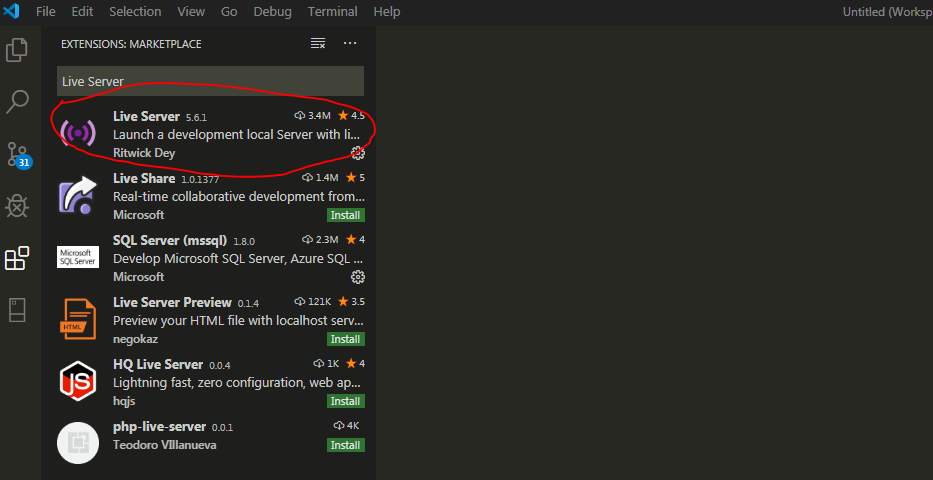 File Edit Selection View Go Debug Terminal Help Untitled (Worksp
EXTENSIONS: MARKETPLACE ...
Live Server
Live Server 5.6.1 3.4M 4.5
Launch a development local Server with li...
Ritwick Dey
31
Live Share 1.0.1377 1.4M 5
Real-time collaborative development from...
Microsoft Install
Microsoft
SQL Server
SQL Server (mssql) 1.8.0 2.3M 4
Develop Microsoft SQL Server, Azure SQL ...
Microsoft
HTML
Live Server Preview 0.1.4 121K 3.5
Preview your HTML file with localhost serv...
negokaz Install
JS
HQ Live Server 0.0.4 1K 4
Lightning fast, zero configuration, web ap...
hqjs Install
php-live-server 0.0.1 4K
Teodoro VIllanueva Install